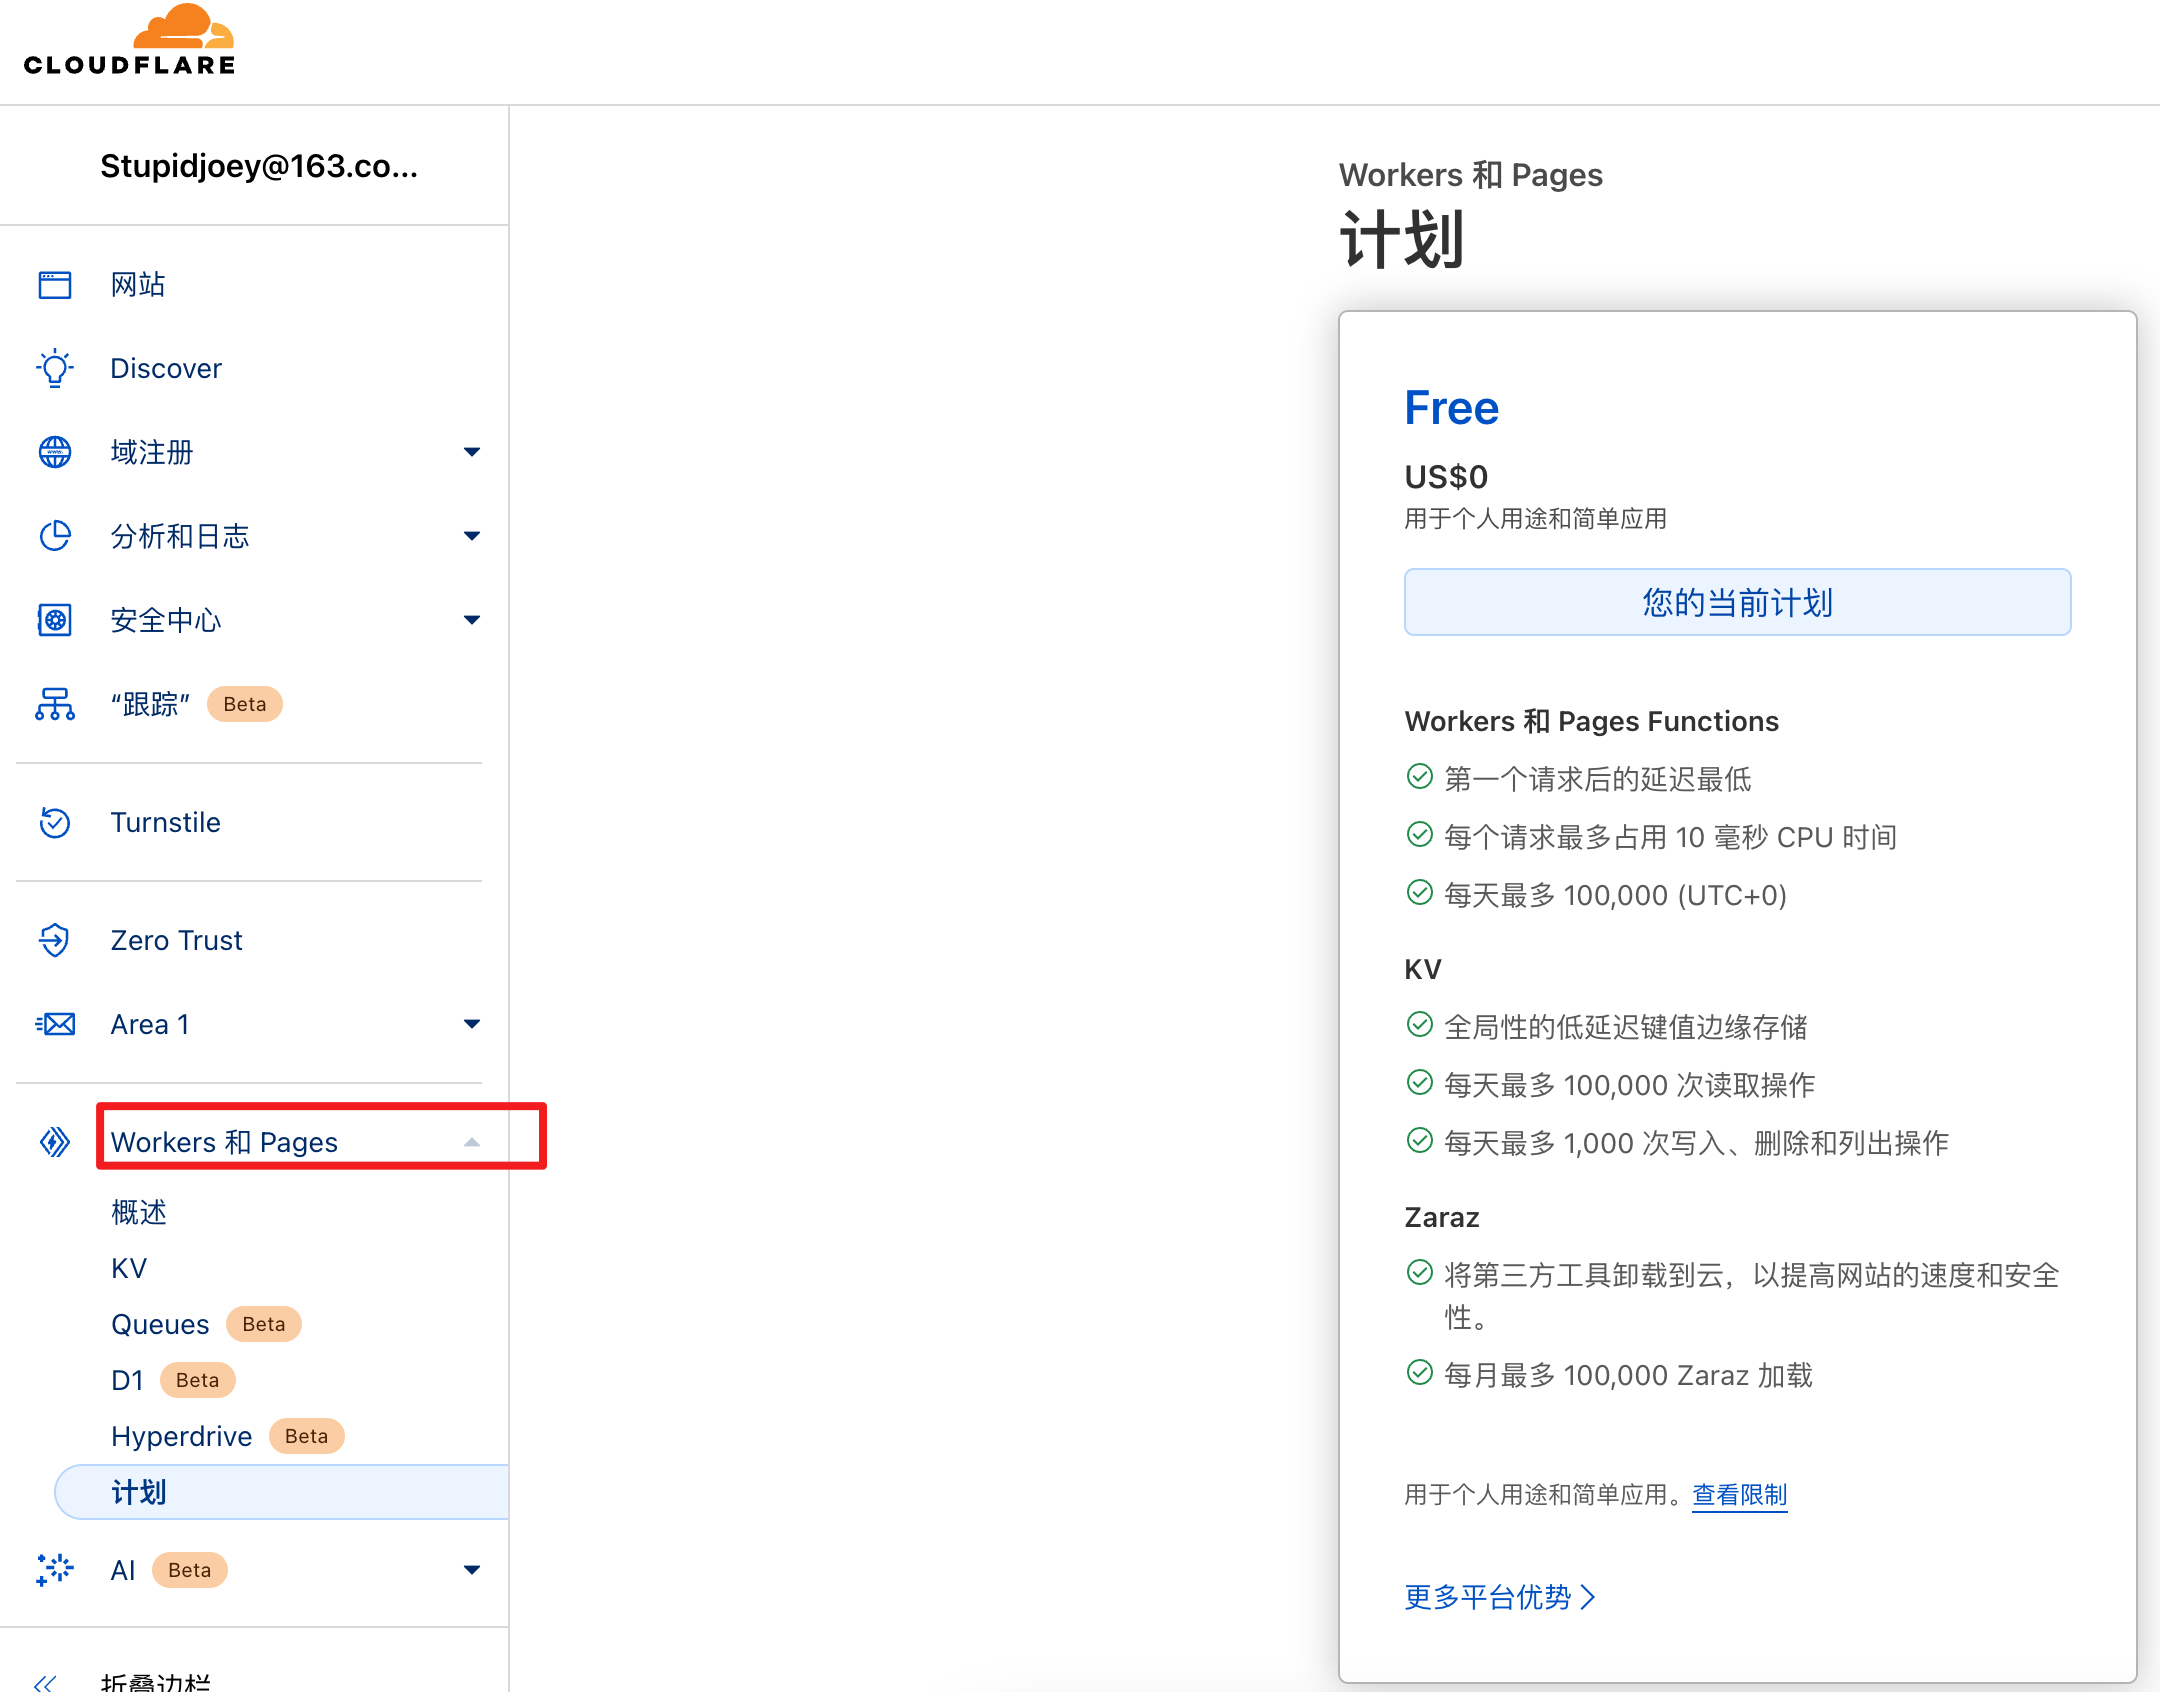 CLOUDFLARE
Stupidjoey@163.co...
网站
Discover
域注册
分析和日志
安全中心
“跟踪” Beta
Turnstile
Zero Trust
Area 1
Workers 和 Pages
概述
KV
Queues Beta
D1 Beta
Hyperdrive Beta
计划
AI Beta
折叠边栏
Workers 和 Pages
计划
Free
US$0
用于个人用途和简单应用
您的当前计划
Workers 和 Pages Functions
第一个请求后的延迟最低
每个请求最多占用 10 毫秒 CPU 时间
每天最多 100,000 (UTC+0)
KV
全局性的低延迟键值边缘存储
每天最多 100,000 次读取操作
每天最多 1,000 次写入、删除和列出操作
Zaraz
将第三方工具卸载到云，以提高网站的速度和安全
性。
每月最多 100,000 Zaraz 加载
用于个人用途和简单应用。查看限制
更多平台优势